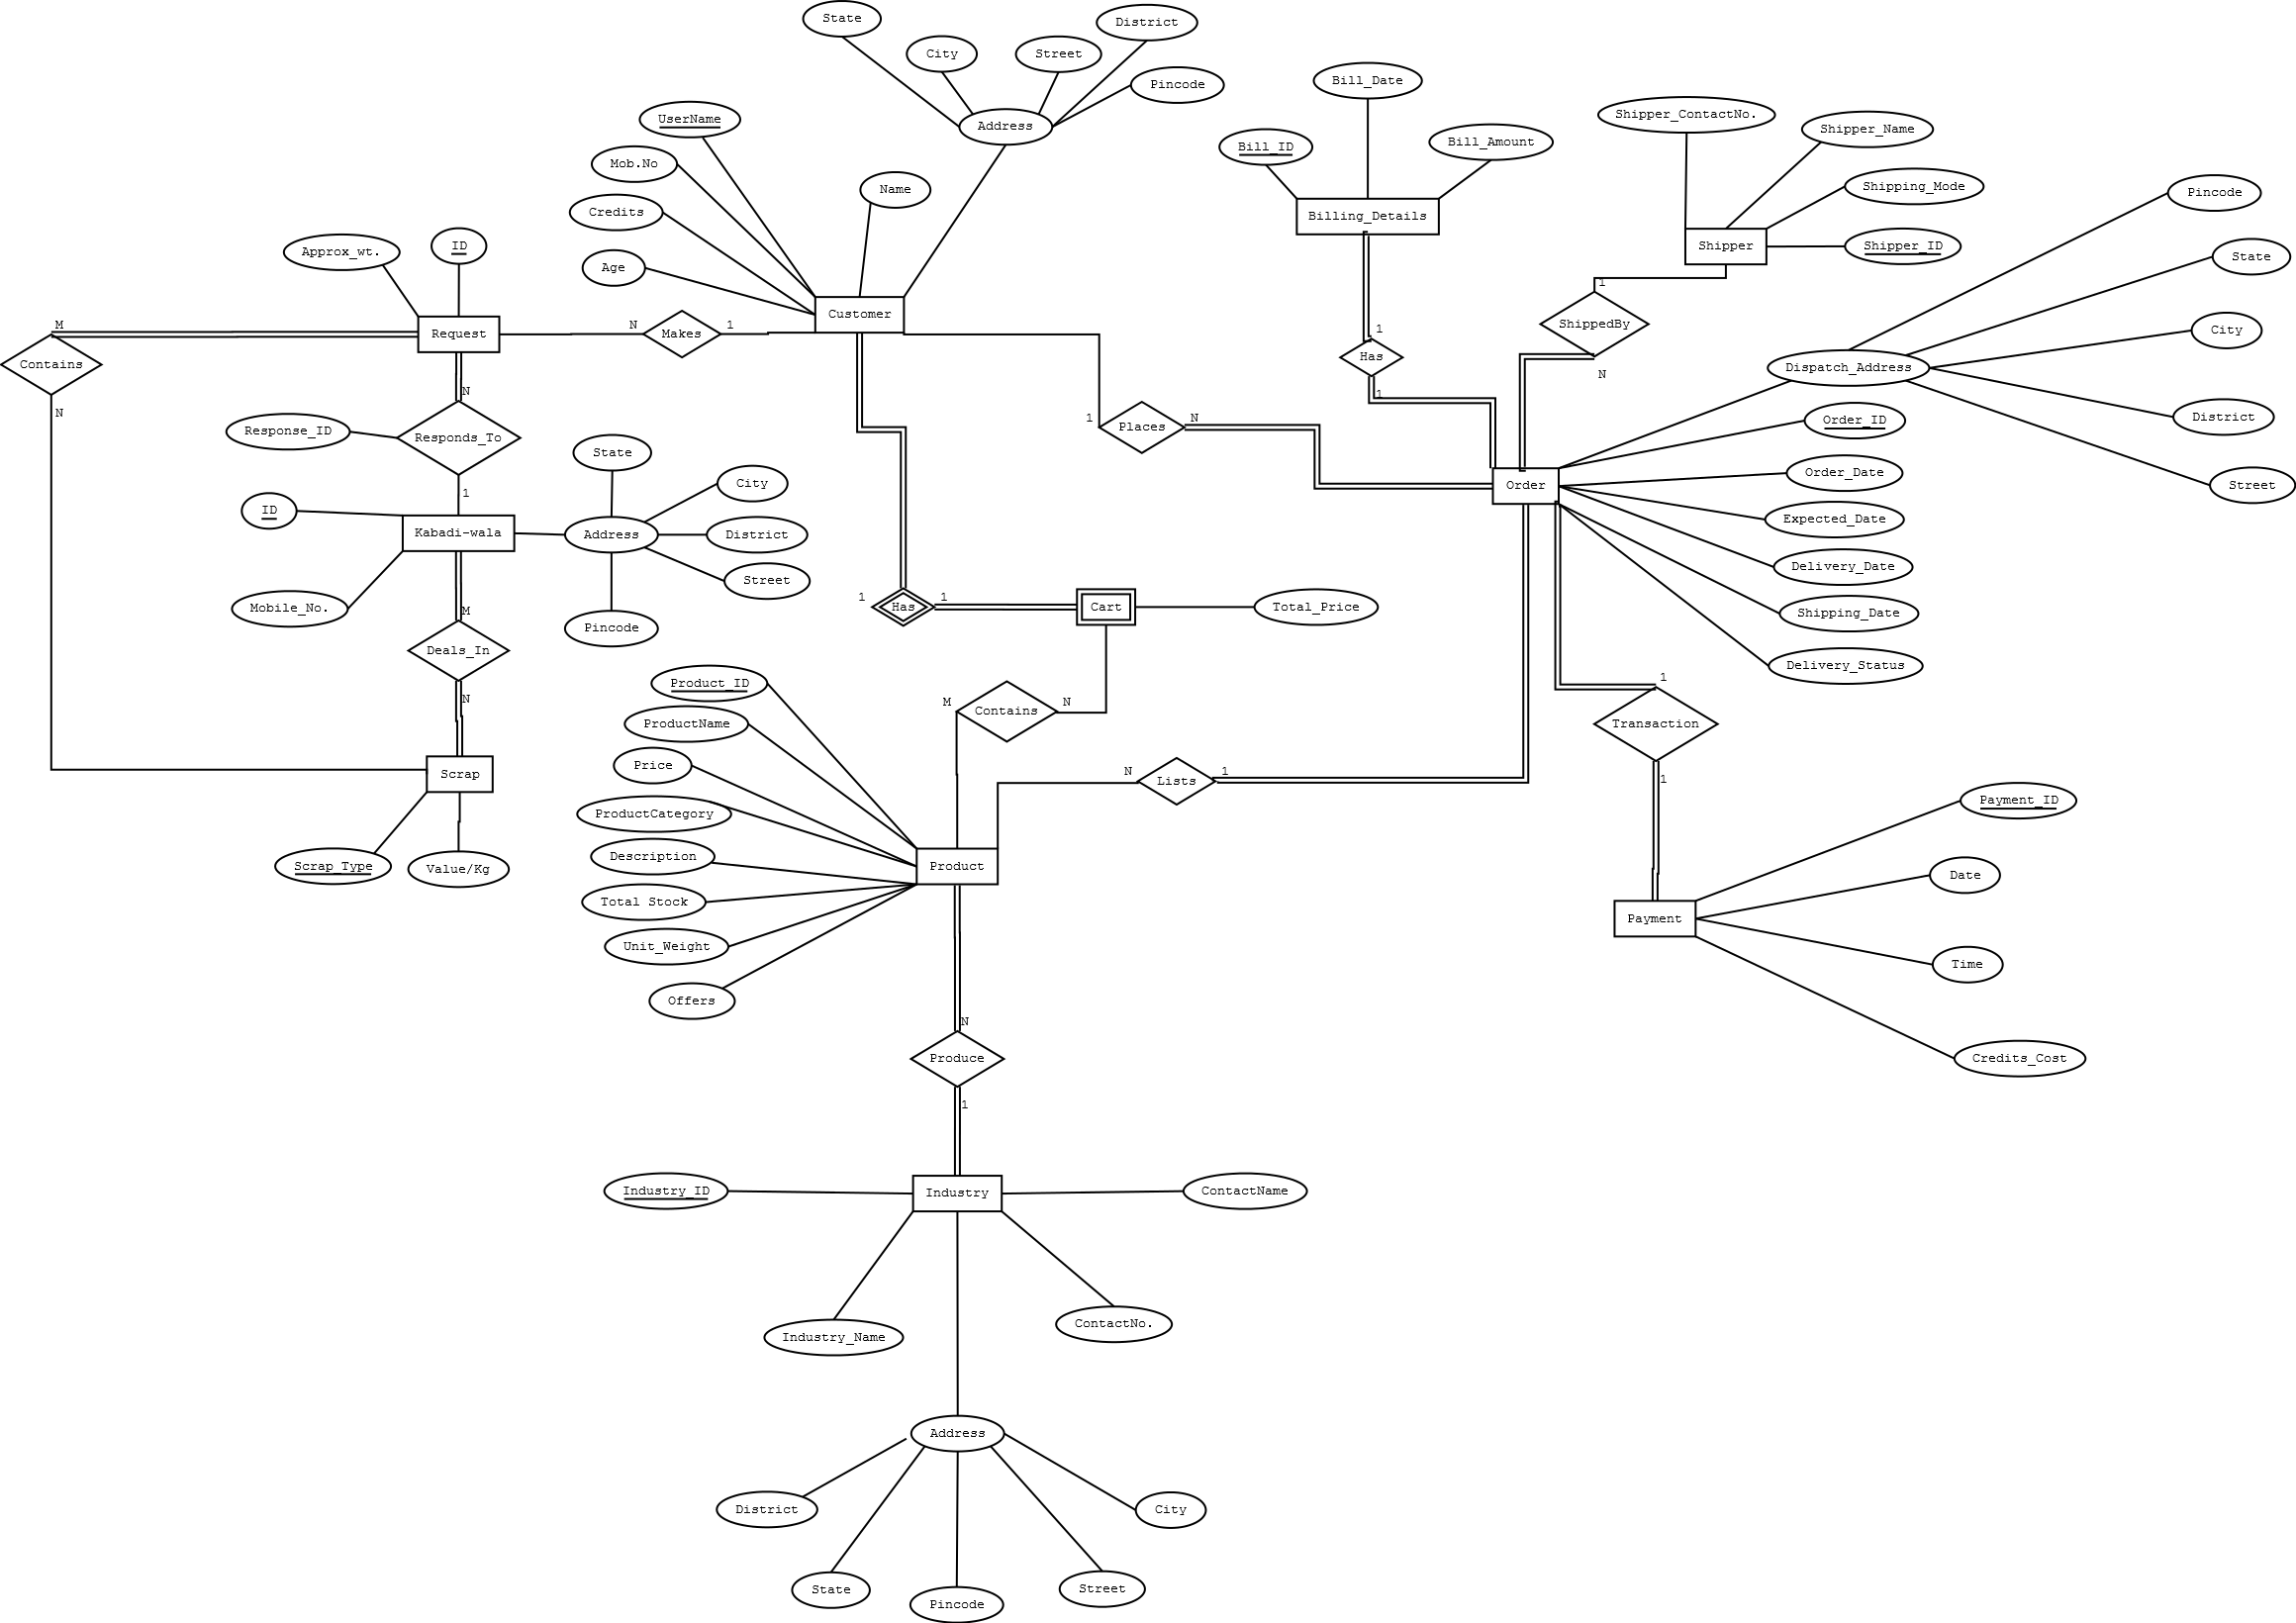 State
District
City
Street
Bill_Date
Pincode
Address
Shipper_ContactNo.
UserName
Shipper_Name
Bill_ID
Bill_Amount
Mob.No
Name
Shipping_Mode
Pincode
Credits
Billing_Details
ID
Shipper
Shipper_ID
Approx_wt.
State
Age
1
Customer
M
N
1
ShippedBy
City
Request
Makes
1
Contains
Has
Dispatch_Address
N
N
1
N
1
N
Order_ID
District
Response_ID
Responds_To
Places
State
Order_Date
1
City
Order
Street
ID
Expected_Date
Kabadi-wala
Address
District
Delivery_Date
Street
1
1
Mobile_No.
M
Has
Cart
Total_Price
Shipping_Date
Pincode
Deals_In
Delivery_Status
1
Product_ID
N
M
N
Contains
ProductName
Transaction
Price
N
1
Scrap
Lists
1
Payment_ID
ProductCategory
Description
Scrap_Type
Value/Kg
Product
Date
Total Stock
Payment
Unit_Weight
Time
Offers
N
Produce
Credits_Cost
1
Industry_ID
Industry
ContactName
ContactNo.
Industry_Name
Address
District
City
State
Street
Pincode